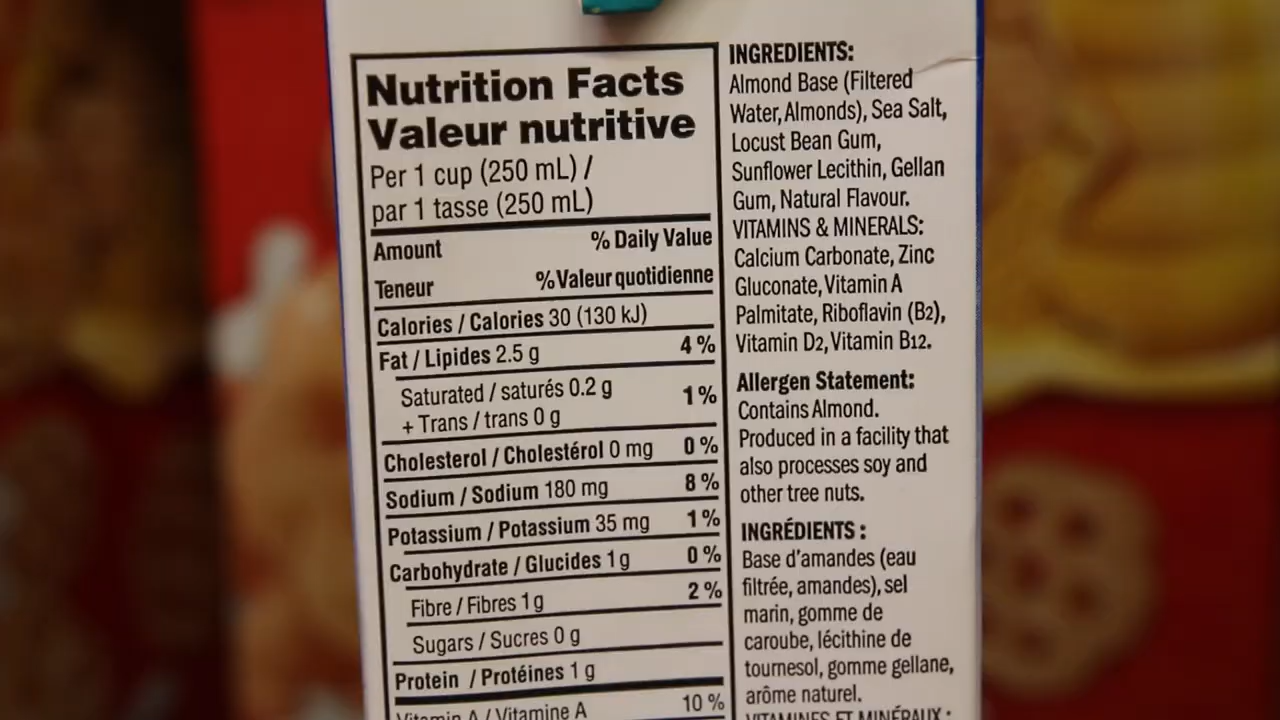 Nutrition Facts
Valeur nutritive
Per 1 cup (250 mL) /
par 1 tasse (250 mL)
Amount % Daily Value
Teneur % Valeur quotidienne
Calories / Calories 30 (130 kJ)
Fat / Lipides 2.5 g 4 %
Saturated / saturés 0.2 g 1 %
+ Trans / trans 0 g
Cholesterol / Cholestérol 0 mg 0 %
Sodium / Sodium 180 mg 8 %
Potassium / Potassium 35 mg 1 %
Carbohydrate / Glucides 1 g 0 %
Fibre / Fibres 1 g 2 %
Sugars / Sucres 0 g
Protein / Protéines 1 g
Vitamin A / Vitamine A 10 %
INGREDIENTS:
Almond Base (Filtered
Water, Almonds), Sea Salt,
Locust Bean Gum,
Sunflower Lecithin, Gellan
Gum, Natural Flavour.
VITAMINS & MINERALS:
Calcium Carbonate, Zinc
Gluconate, Vitamin A
Palmitate, Riboflavin (B2),
Vitamin D2, Vitamin B12.
Allergen Statement:
Contains Almond.
Produced in a facility that
also processes soy and
other tree nuts.
INGRÉDIENTS :
Base d'amandes (eau
filtrée, amandes), sel
marin, gomme de
caroube, lécithine de
tournesol, gomme gellane,
arôme naturel.
VITAMINES ET MINÉRAUX :